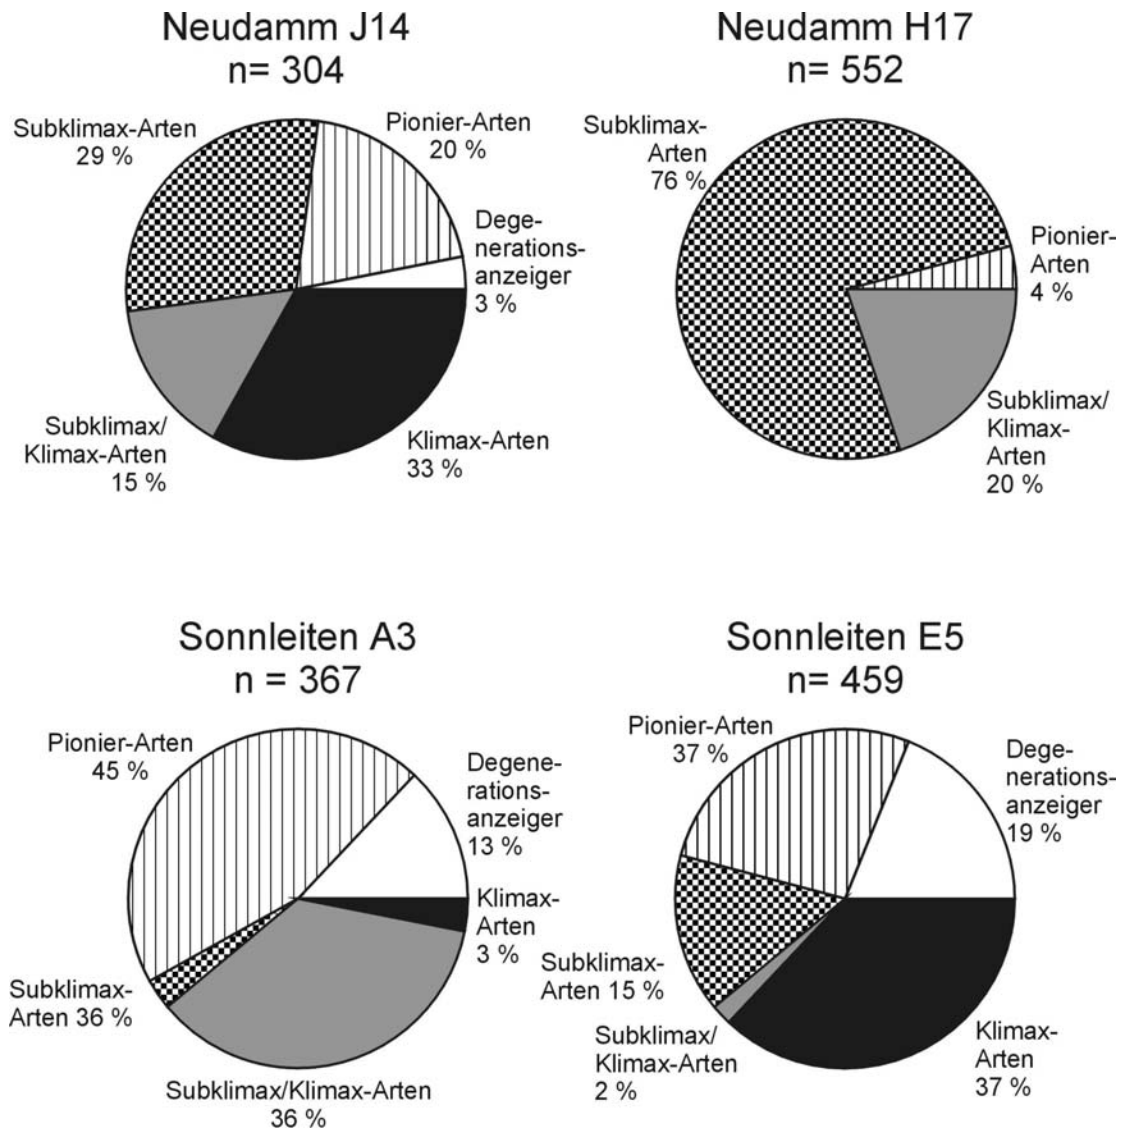 Neudamm J14
n= 304
Subklimax-Arten
29 %
Pionier-Arten
20 %
Dege-
nerations-
anzeiger
3 %
Subklimax/
Klimax-Arten
15 %
Klimax-Arten
33 %
Neudamm H17
n= 552
Subklimax-
Arten
76 %
Pionier-
Arten
4 %
Subklimax/
Klimax-
Arten
20 %
Sonnleiten A3
n = 367
Pionier-Arten
45 %
Degene-
rations-
anzeiger
13 %
Klimax-
Arten
3 %
Subklimax-
Arten 36 %
Subklimax/Klimax-Arten
36 %
Sonnleiten E5
n= 459
Pionier-Arten
37 %
Dege-
nerations-
anzeiger
19 %
Subklimax-
Arten 15 %
Subklimax/
Klimax-Arten
2 %
Klimax-
Arten
37 %